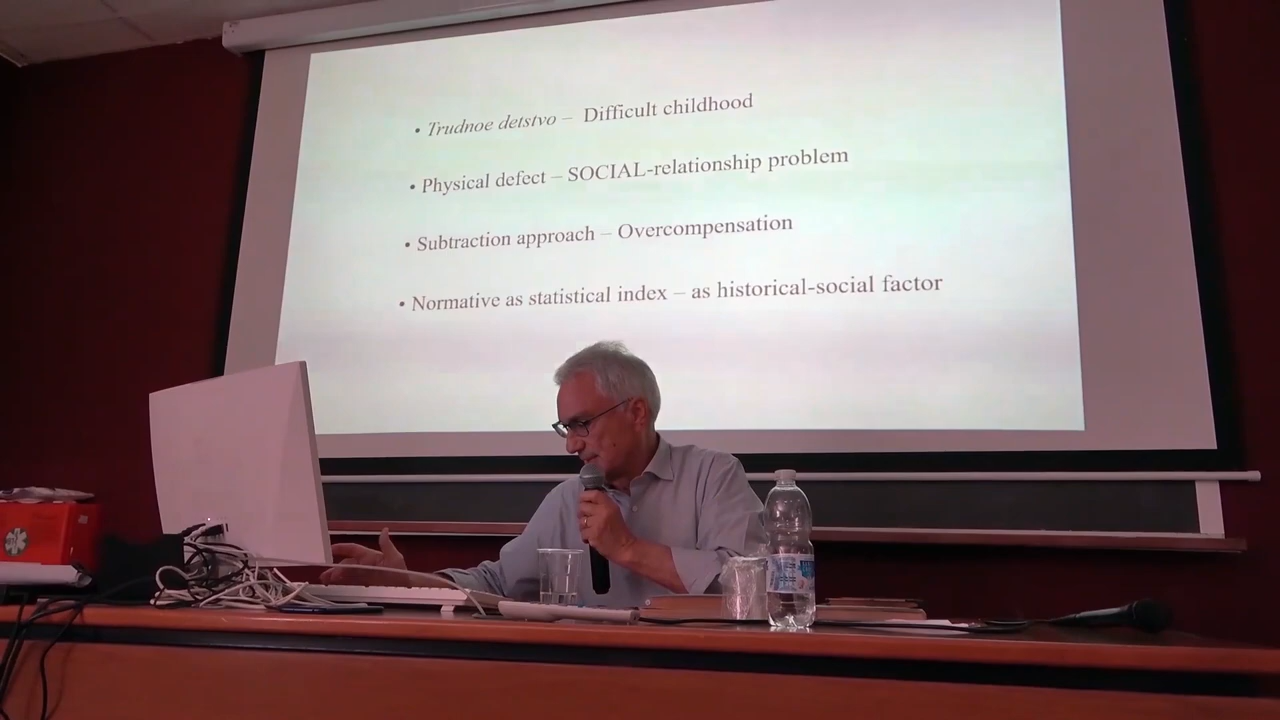 • Trudnoe detstvo – Difficult childhood
• Physical defect – SOCIAL-relationship problem
• Subtraction approach – Overcompensation
• Normative as statistical index – as historical-social factor